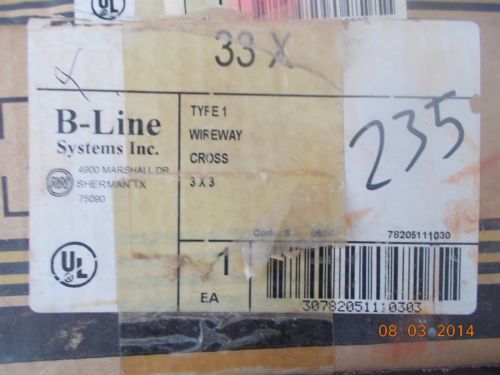 33 X
B-Line
Systems Inc.
4900 MARSHALL DR
SHERMAN TX
75090
TYPE 1
WIREWAY
CROSS
3 X 3
235
78205111030
UL
1
EA
30782051110303
08 03 2014